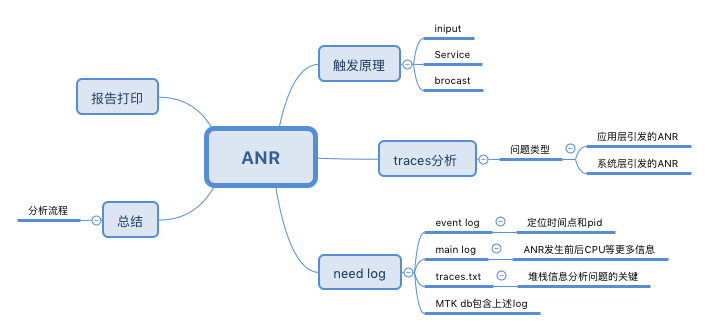 ANR
触发原理
iniput
Service
brocast
traces分析
问题类型
应用层引发的ANR
系统层引发的ANR
need log
event log
定位时间点和pid
main log
ANR发生前后CPU等更多信息
traces.txt
堆栈信息分析问题的关键
MTK db包含上述log
总结
分析流程
报告打印